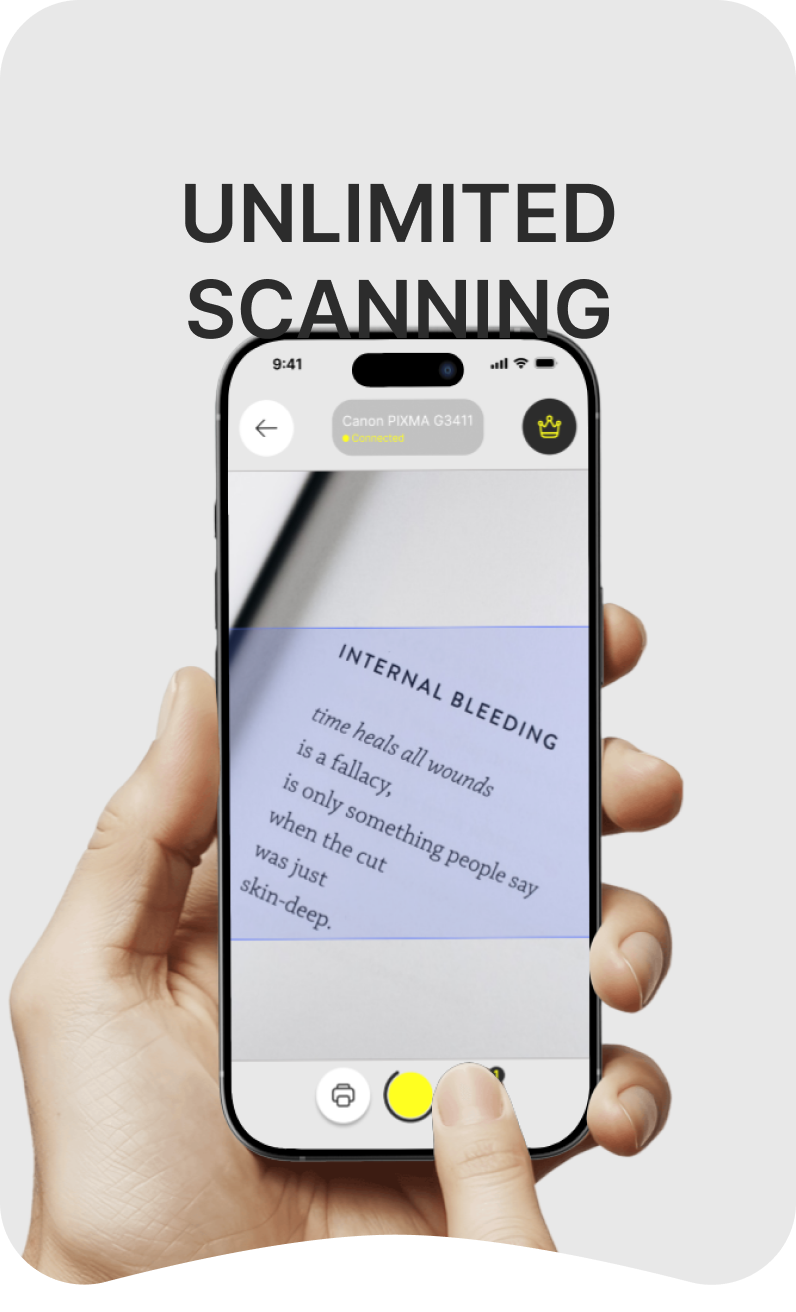 UNLIMITED
SCANNING
9:41
Canon PIXMA G3411
Connected
INTERNAL BLEEDING
time heals all wounds
is a fallacy,
is only something people say
when the cut
was just
skin-deep.
1